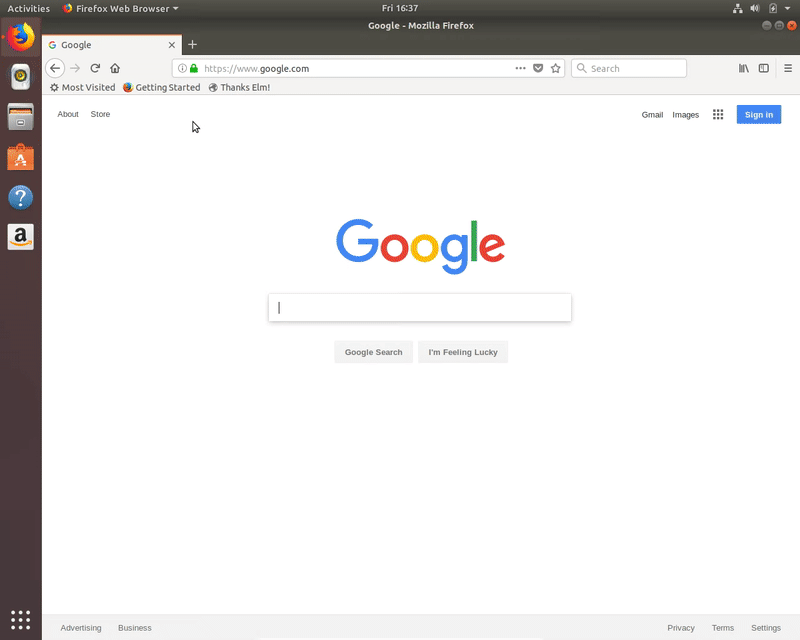 Activities Firefox Web Browser Fri 16:37
Google - Mozilla Firefox
Google
https://www.google.com Search
Most Visited Getting Started Thanks Elm!
About Store Gmail Images Sign in
Google
Google Search I'm Feeling Lucky
Advertising Business Privacy Terms Settings